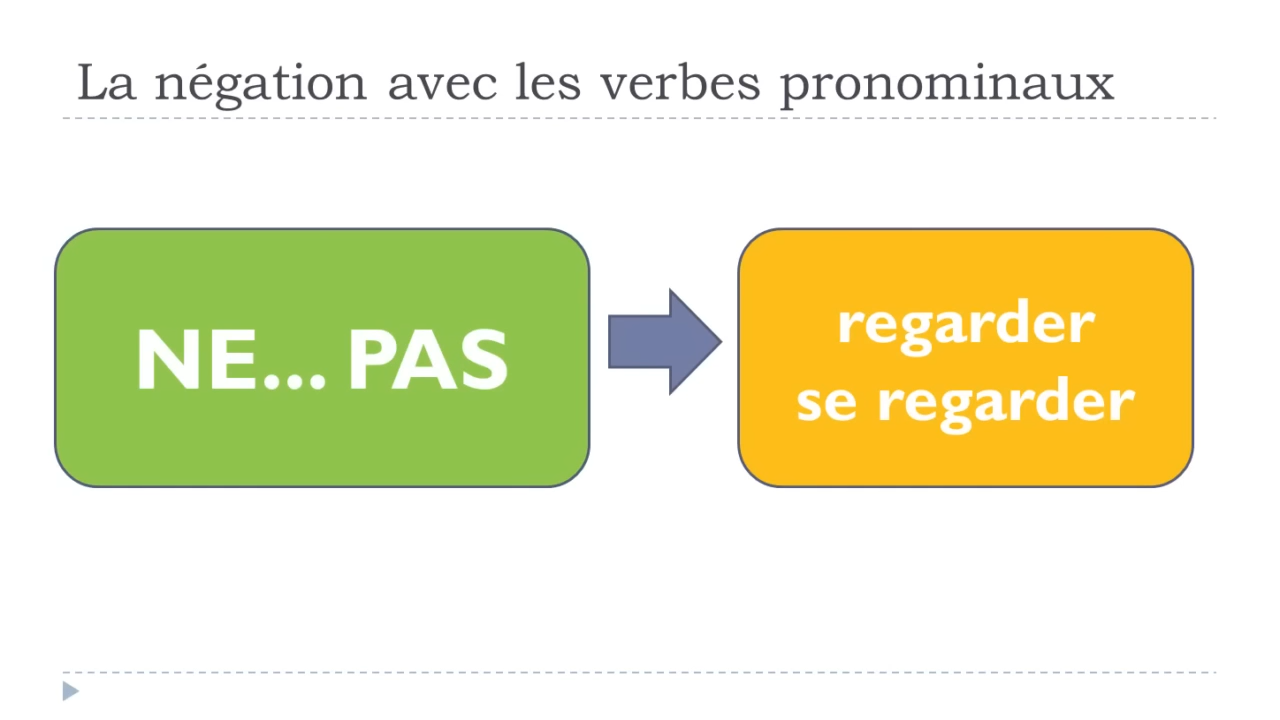 La négation avec les verbes pronominaux
NE... PAS
regarder
se regarder